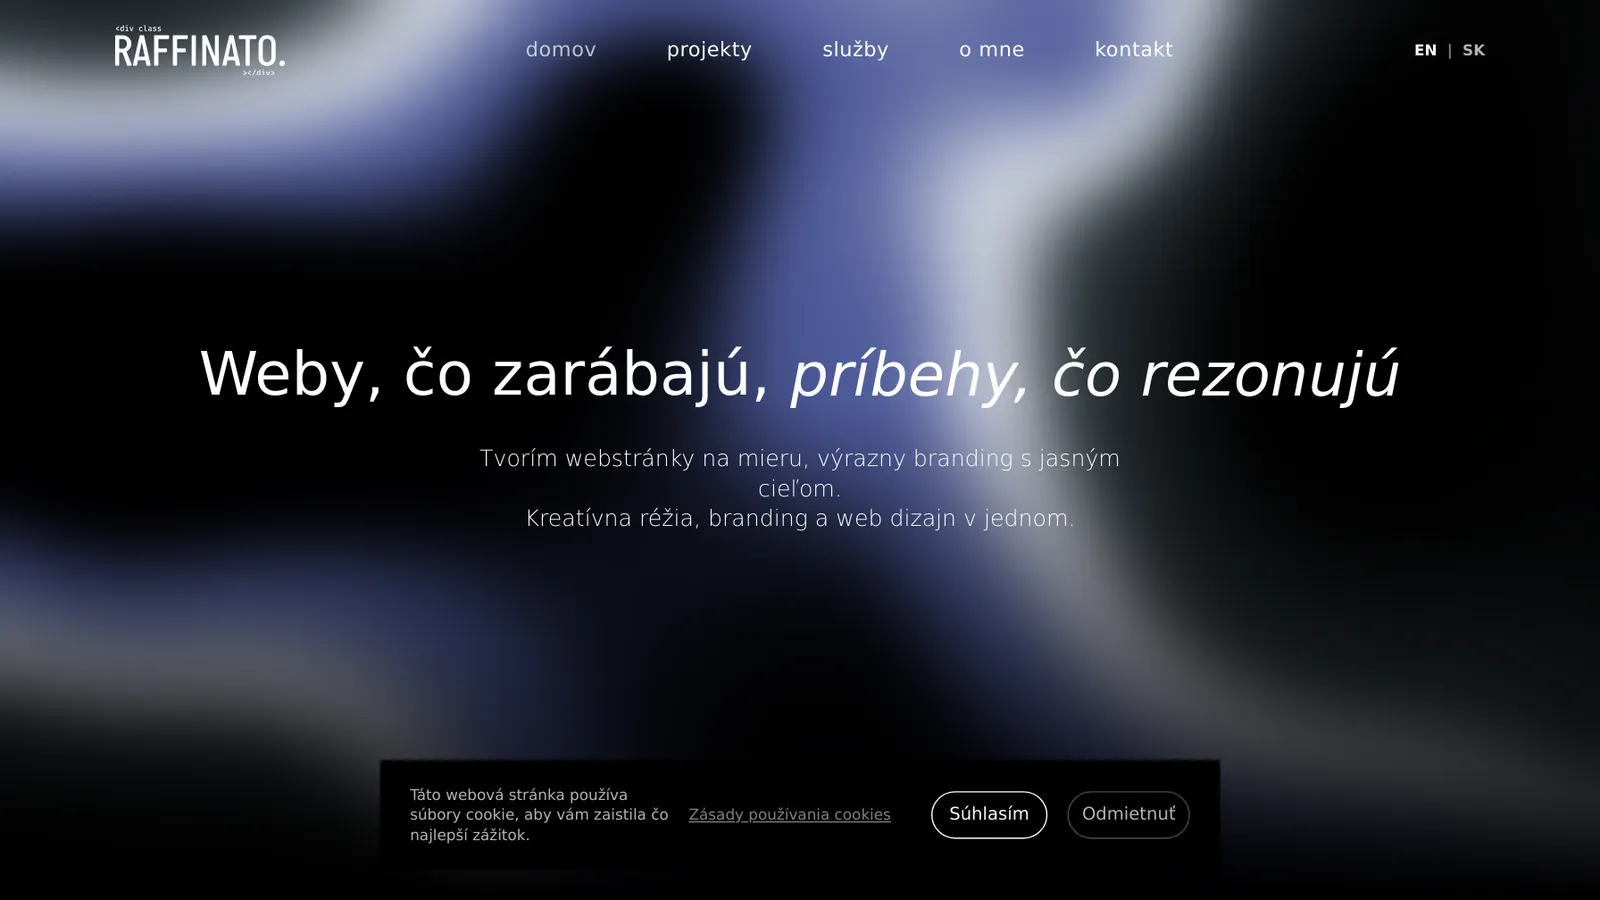 <div class
RAFFINATO.
></div>
domov projekty služby o mne kontakt
EN | SK
Weby, čo zarábajú, príbehy, čo rezonujú
Tvorím webstránky na mieru, výrazny branding s jasným
cieľom.
Kreatívna réžia, branding a web dizajn v jednom.
Táto webová stránka používa
súbory cookie, aby vám zaistila čo
najlepší zážitok.
Zásady používania cookies
Súhlasím
Odmietnuť